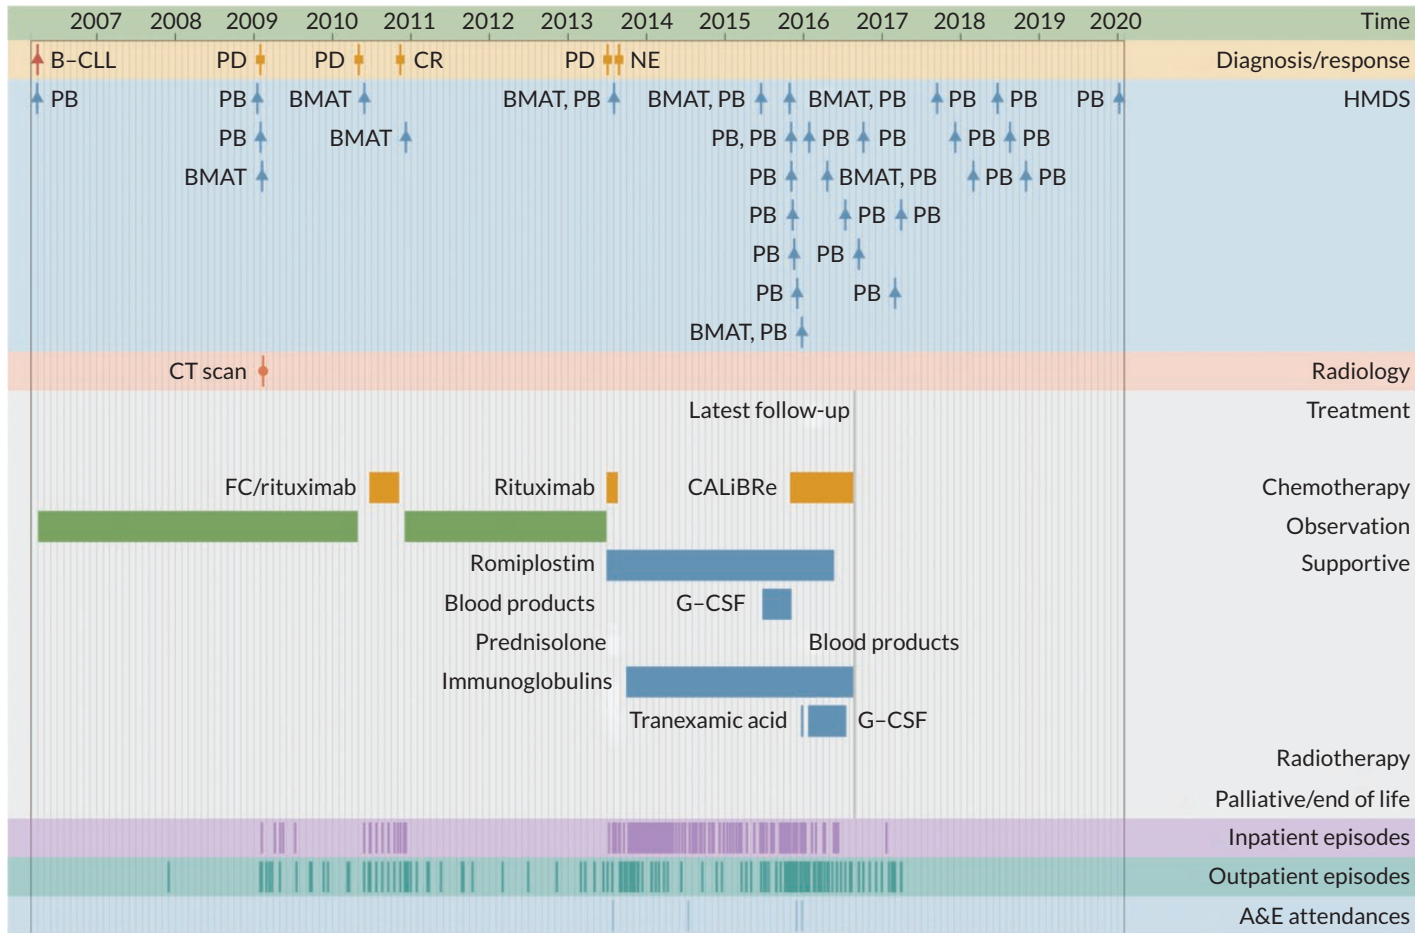 2007 2008 2009 2010 2011 2012 2013 2014 2015 2016 2017 2018 2019 2020 Time
B–CLL PD PD CR PD NE Diagnosis/response
PB PB BMAT BMAT, PB BMAT, PB BMAT, PB PB PB PB HMDS
PB BMAT PB, PB PB PB PB PB
BMAT PB BMAT, PB PB PB
PB PB PB
PB PB
PB PB
BMAT, PB
CT scan Radiology
Latest follow-up Treatment
FC/rituximab Rituximab CALiBRe Chemotherapy
Observation
Romiplostim Supportive
Blood products G–CSF
Prednisolone Blood products
Immunoglobulins
Tranexamic acid G–CSF
Radiotherapy
Palliative/end of life
Inpatient episodes
Outpatient episodes
A&E attendances